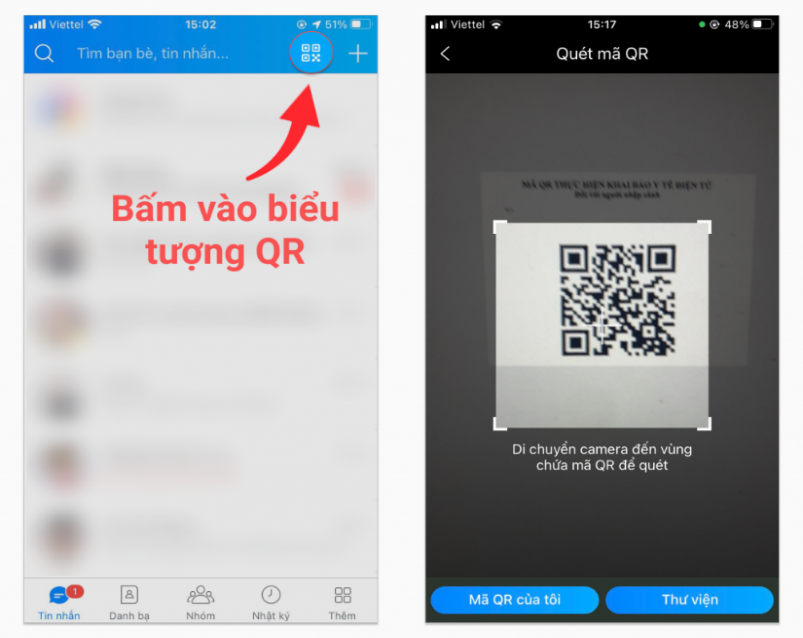 Viettel 15:02 51%
Tìm bạn bè, tin nhắn...
Bấm vào biểu
tượng QR
1
Tin nhắn Danh bạ Nhóm Nhật ký Thêm
Viettel 15:17 48%
Quét mã QR
MÃ QR THỰC HIỆN KHAI BÁO Y TẾ ĐIỆN TỬ
Đối với người nhập cảnh
Di chuyển camera đến vùng
chứa mã QR để quét
Mã QR của tôi Thư viện